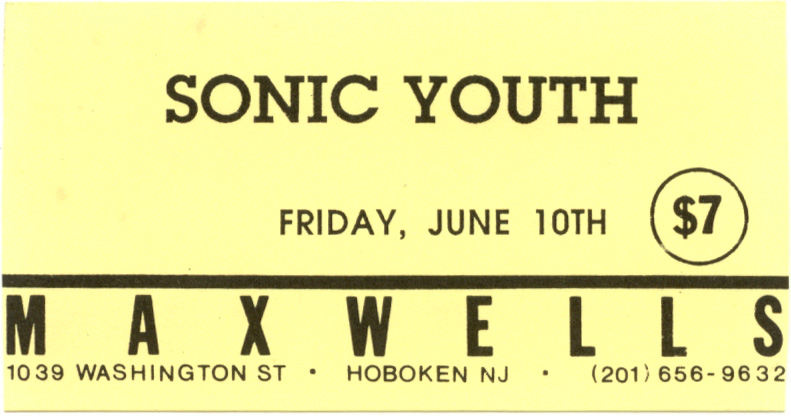 SONIC YOUTH
FRIDAY, JUNE 10TH $7
MAXWELLS
1039 WASHINGTON ST • HOBOKEN NJ • (201) 656-9632